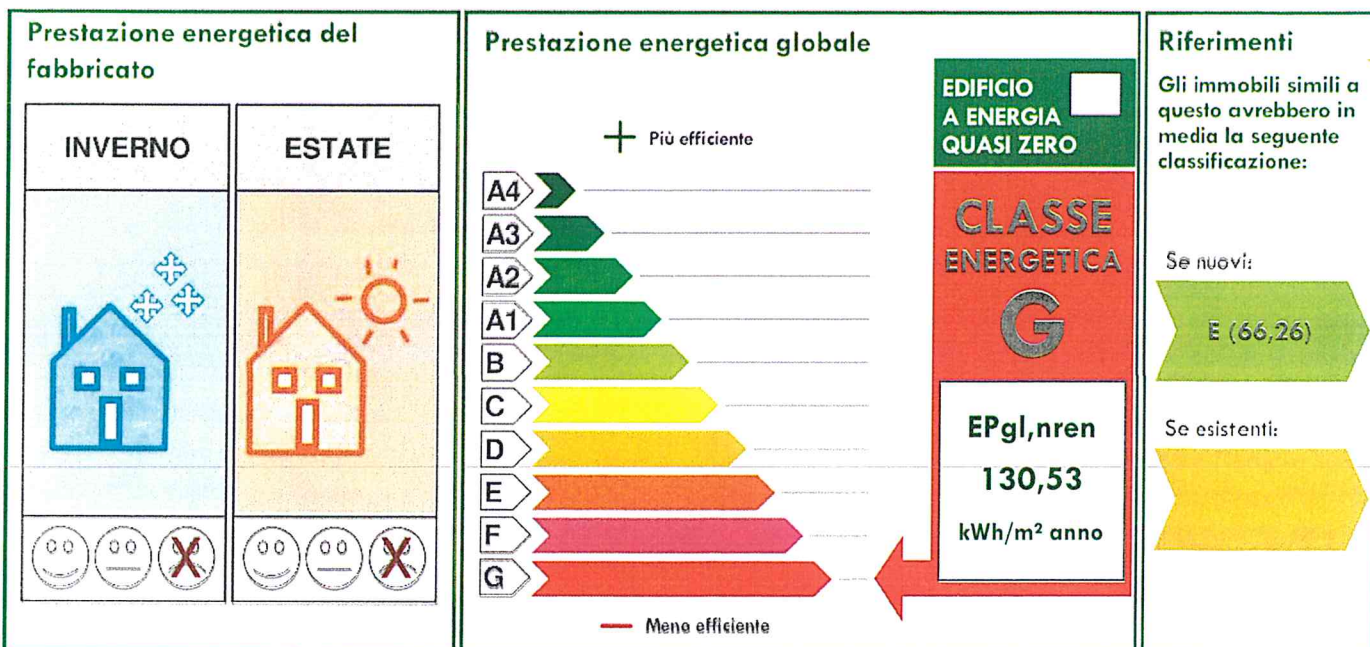 Prestazione energetica del
fabbricato
INVERNO
ESTATE
Prestazione energetica globale
Più efficiente
A4
A3
A2
A1
B
C
D
E
F
G
Meno efficiente
EDIFICIO
A ENERGIA
QUASI ZERO
CLASSE
ENERGETICA
G
EPgl,nren
130,53
kWh/m² anno
Riferimenti
Gli immobili simili a
questo avrebbero in
media la seguente
classificazione:
Se nuovi:
E (66,26)
Se esistenti: